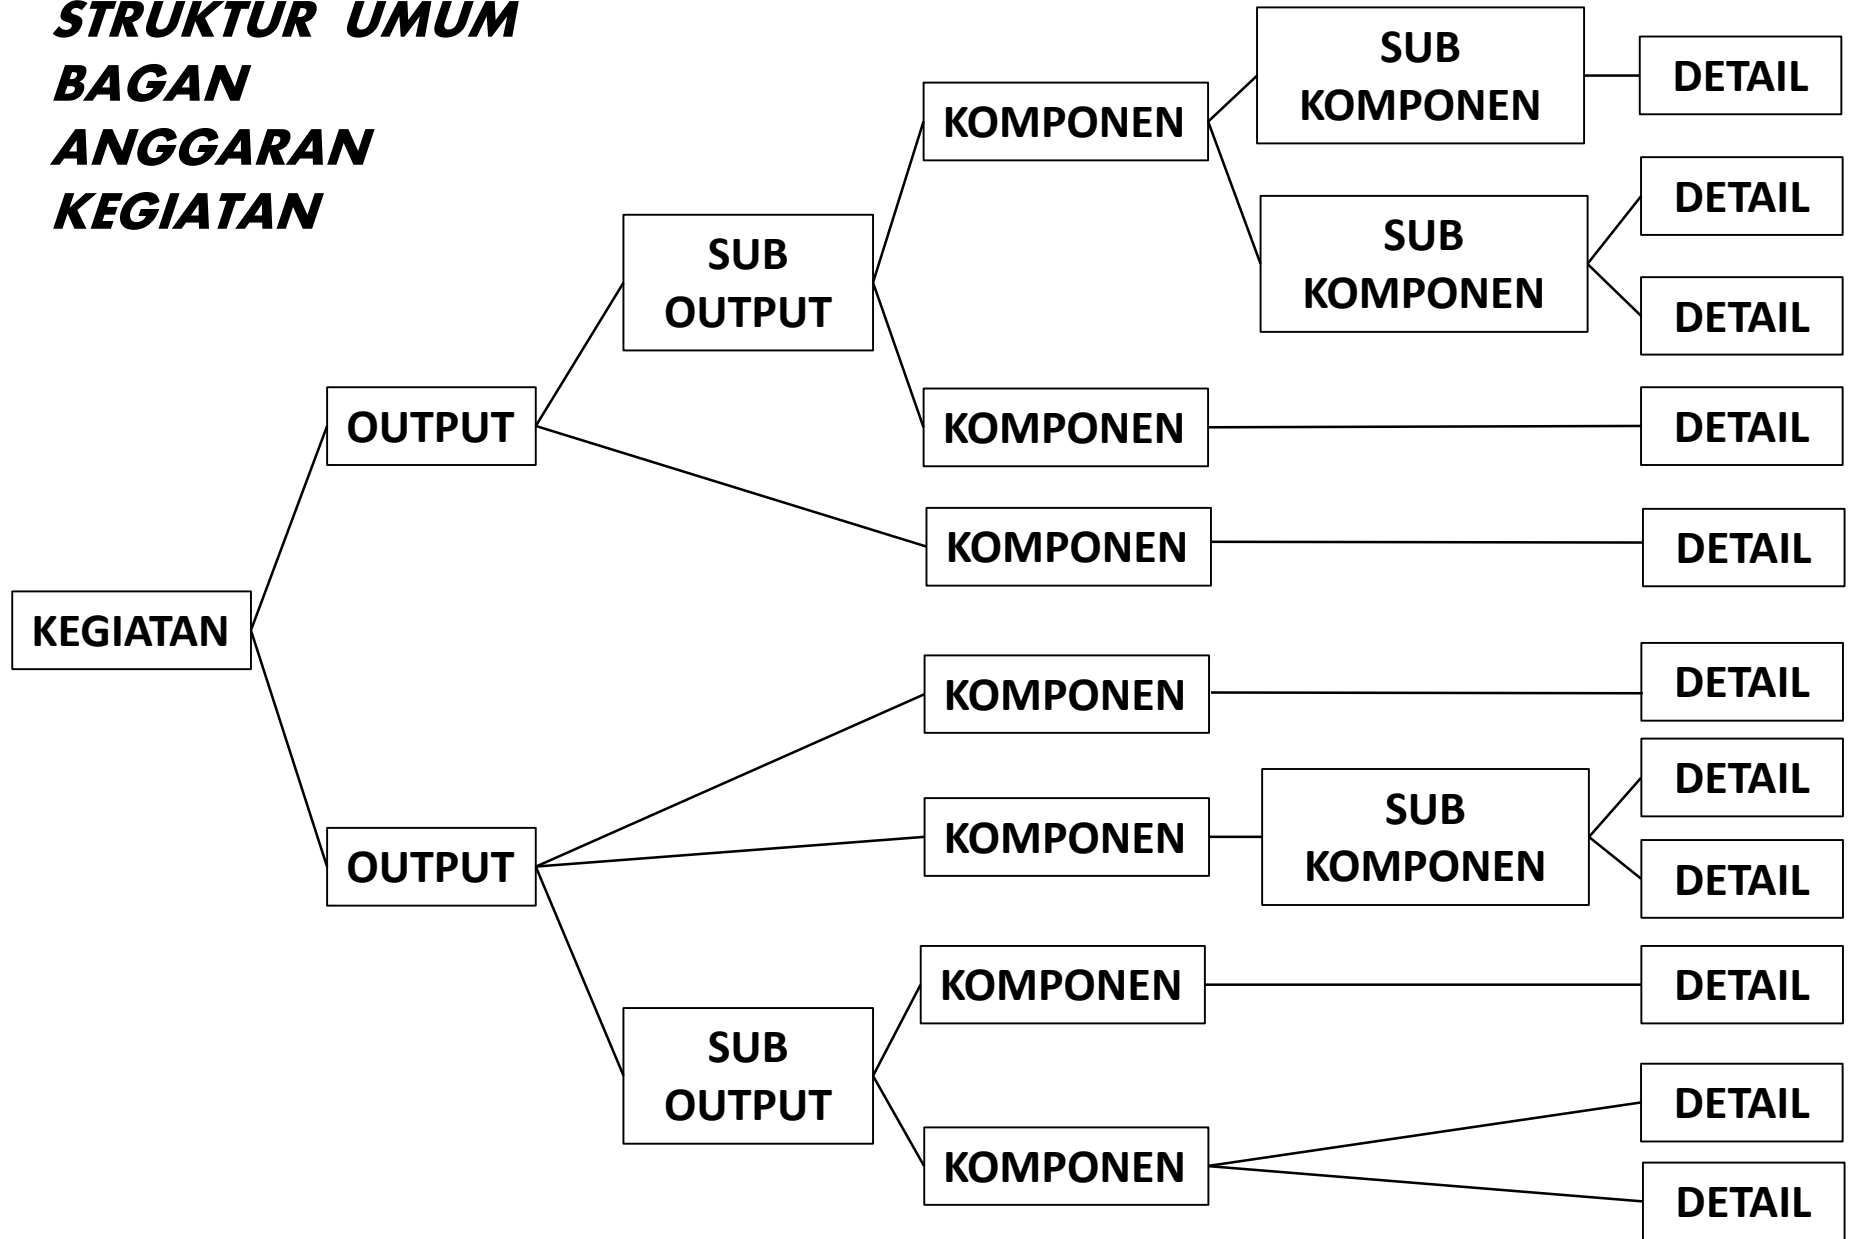 STRUKTUR UMUM
BAGAN
ANGGARAN
KEGIATAN
KEGIATAN
OUTPUT
OUTPUT
SUB
OUTPUT
SUB
OUTPUT
KOMPONEN
KOMPONEN
KOMPONEN
KOMPONEN
KOMPONEN
KOMPONEN
KOMPONEN
SUB
KOMPONEN
SUB
KOMPONEN
SUB
KOMPONEN
DETAIL
DETAIL
DETAIL
DETAIL
DETAIL
DETAIL
DETAIL
DETAIL
DETAIL
DETAIL
DETAIL